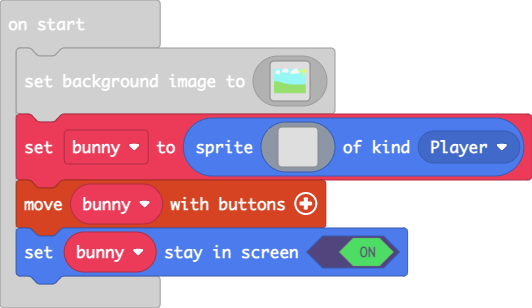 on start
set background image to
set bunny to sprite of kind Player
move bunny with buttons
set bunny stay in screen ON